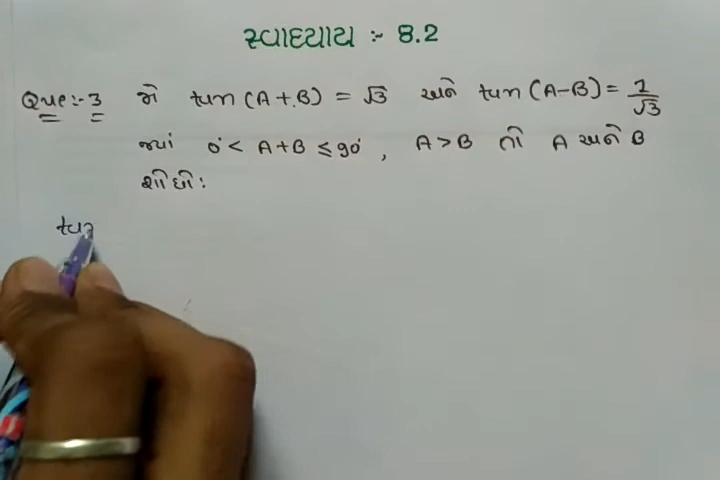 સ્વાધ્યાય :- 8.2
Que:-3 જો tan (A+B) = √3 અને tan (A-B) = 1/√3
જ્યાં 0° < A+B ≤ 90°, A>B તો A અને B
શોધો:
tan